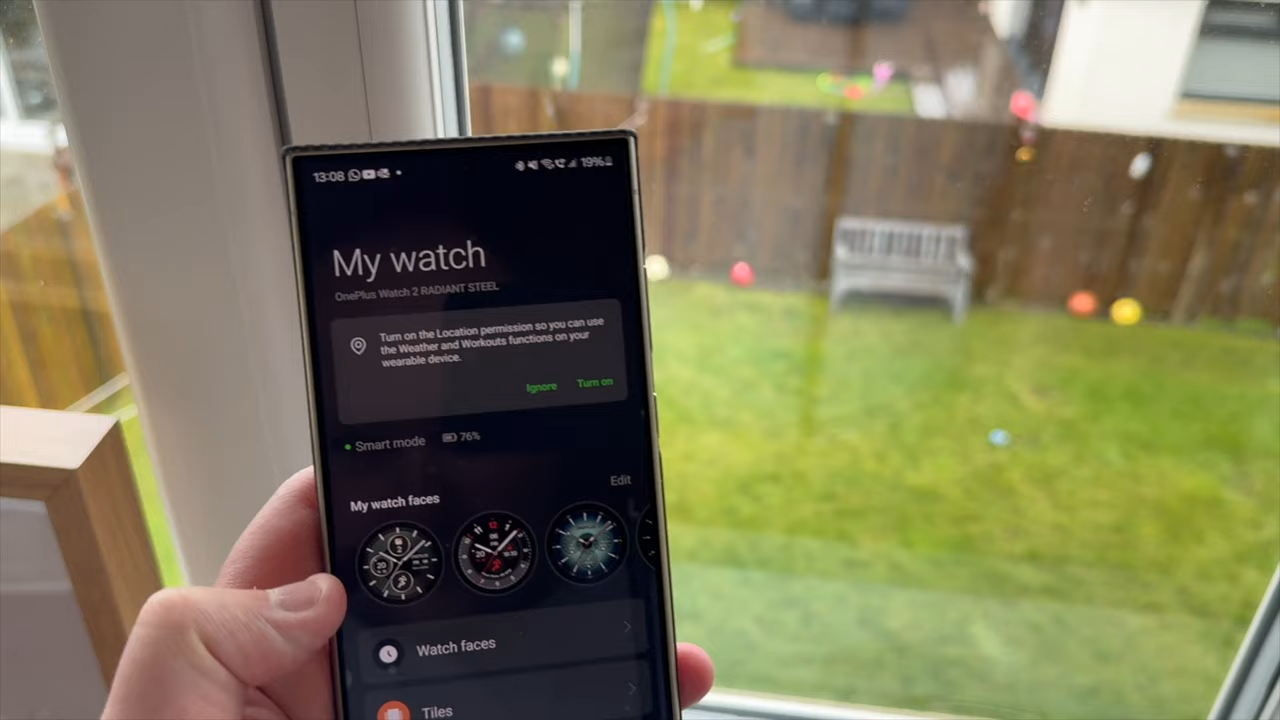 13:08
19%
My watch
OnePlus Watch 2 RADIANT STEEL
Turn on the Location permission so you can use
the Weather and Workouts functions on your
wearable device.
Ignore Turn on
Smart mode 76%
Edit
My watch faces
Watch faces
Tiles